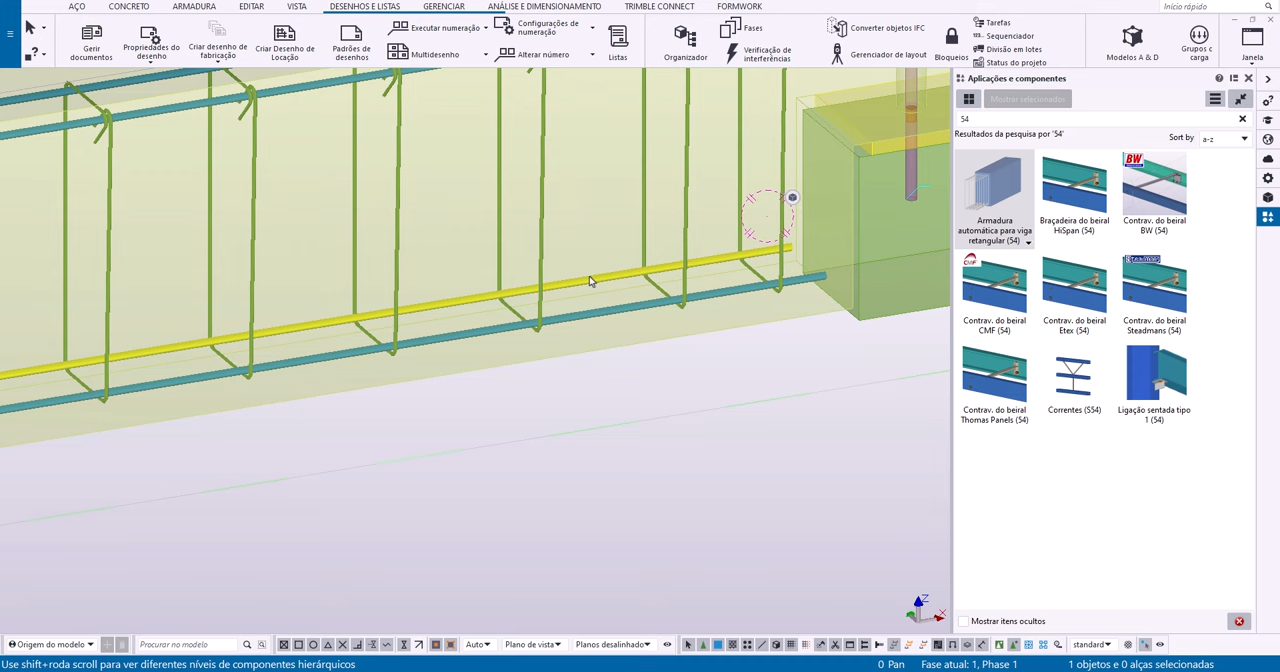 AÇO CONCRETO ARMADURA EDITAR VISTA DESENHOS E LISTAS GERENCIAR ANÁLISE E DIMENSIONAMENTO TRIMBLE CONNECT FORMWORK Início rápido
Gerir documentos
Propriedades do desenho
Criar desenho de fabricação
Criar Desenho de Locação
Padrões de desenhos
Executar numeração
Multidesenho
Configurações de numeração
Alterar número
Listas
Organizador
Fases
Verificação de interferências
Converter objetos IFC
Gerenciador de layout
Bloqueios
Tarefas
Sequenciador
Divisão em lotes
Status do projeto
Modelos A & D
Grupos c carga
Janela
Aplicações e componentes
Mostrar selecionados
54
Resultados da pesquisa por '54'
Sort by a-z
Armadura automática para viga retangular (54)
Braçadeira do beiral HiSpan (54)
BW
Contrav. do beiral BW (54)
CMF
Contrav. do beiral CMF (54)
Contrav. do beiral Etex (54)
Contrav. do beiral Steadmans (54)
Contrav. do beiral Thomas Panels (54)
Correntes (S54)
Ligação sentada tipo 1 (54)
Z
X
Mostrar itens ocultos
Origem do modelo
Procurar no modelo
Auto
Plano de vista
Planos desalinhado
standard
Use shift+roda scroll para ver diferentes níveis de componentes hierárquicos
0 Pan
Fase atual: 1, Phase 1
1 objetos e 0 alças selecionadas